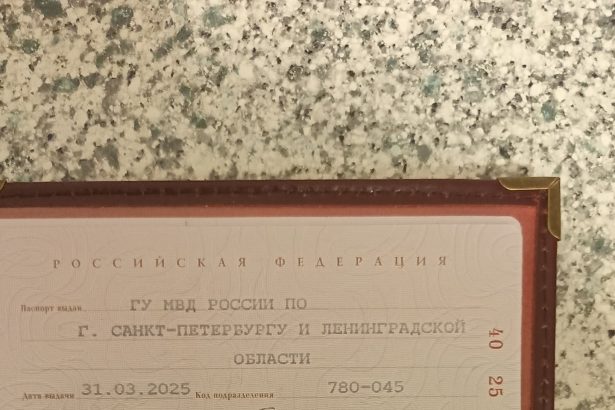 РОССИЙСКАЯ ФЕДЕРАЦИЯ
Паспорт выдан ГУ МВД РОССИИ ПО
Г. САНКТ-ПЕТЕРБУРГУ И ЛЕНИНГРАДСКОЙ
ОБЛАСТИ
Дата выдачи 31.03.2025 Код подразделения 780-045
40 25